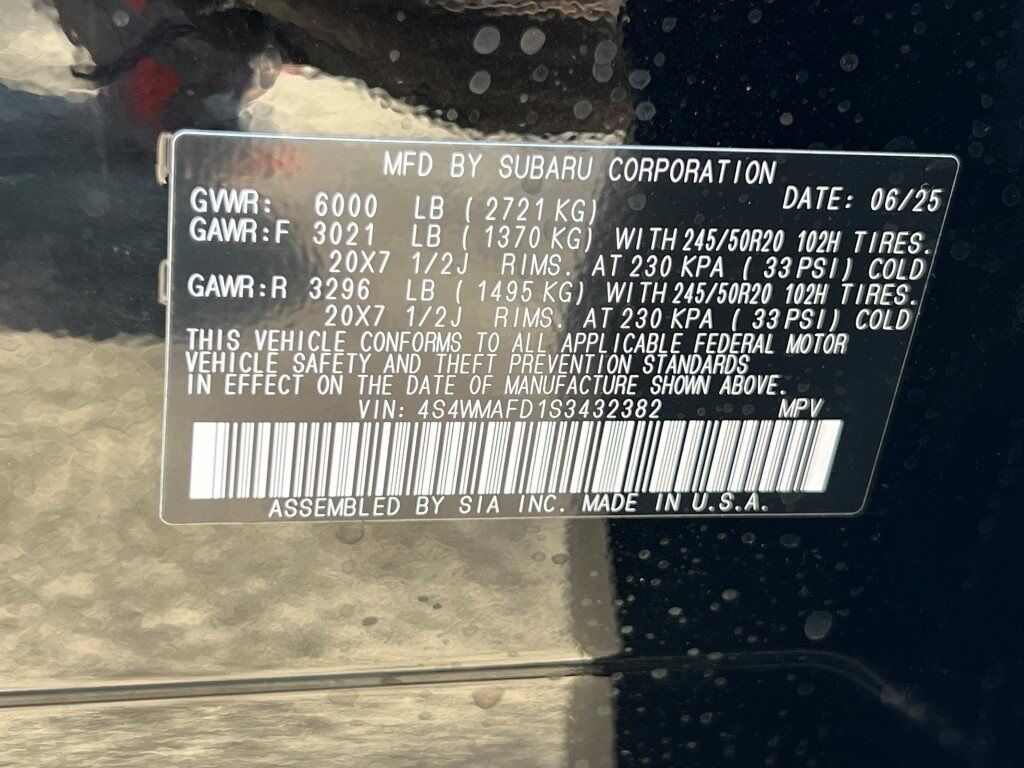 MFD BY SUBARU CORPORATION
GVWR: 6000 LB ( 2721 KG) DATE: 06/25
GAWR:F 3021 LB ( 1370 KG) WITH 245/50R20 102H TIRES.
20X7 1/2J RIMS. AT 230 KPA ( 33 PSI) COLD
GAWR:R 3296 LB ( 1495 KG) WITH 245/50R20 102H TIRES.
20X7 1/2J RIMS. AT 230 KPA ( 33 PSI) COLD
THIS VEHICLE CONFORMS TO ALL APPLICABLE FEDERAL MOTOR
VEHICLE SAFETY AND THEFT PREVENTION STANDARDS
IN EFFECT ON THE DATE OF MANUFACTURE SHOWN ABOVE.
VIN: 4S4WMAFD1S3432382 MPV
ASSEMBLED BY SIA INC. MADE IN U.S.A.